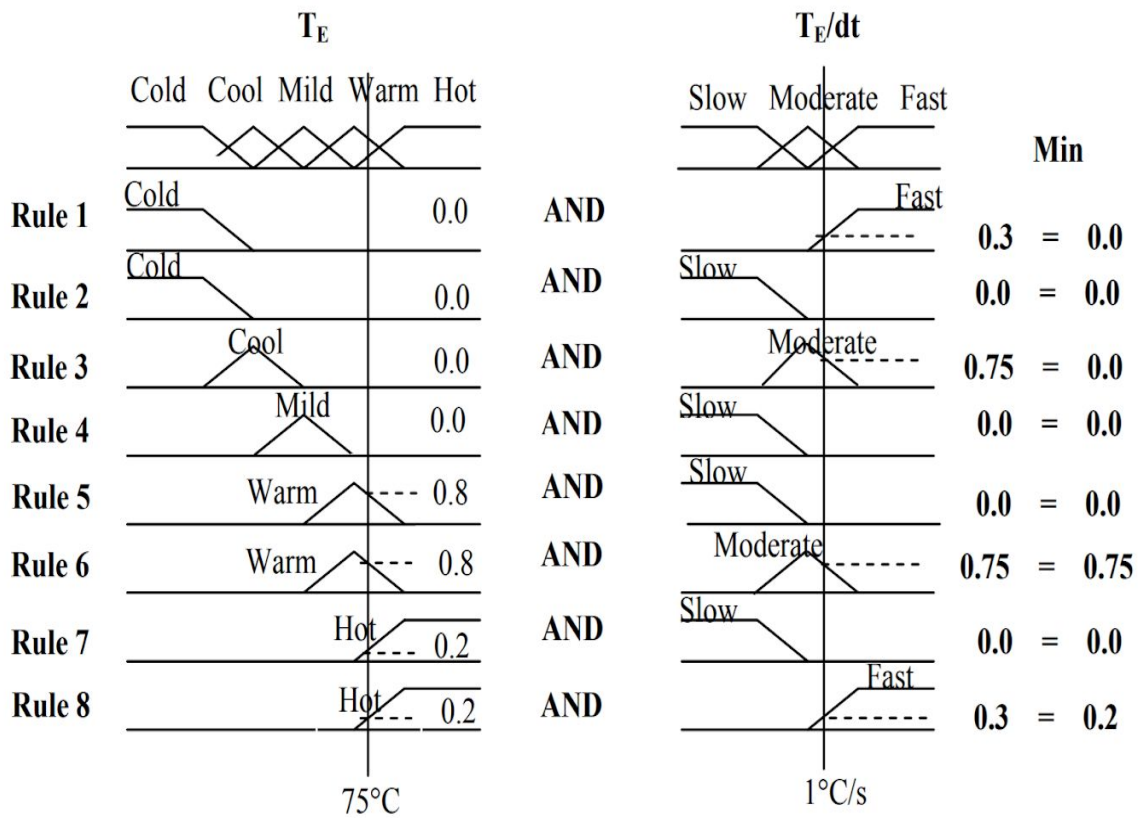 T_E T_E/dt
Cold Cool Mild Warm Hot Slow Moderate Fast
Min
Cold Fast
Rule 1 0.0 AND 0.3 = 0.0
Cold Slow
Rule 2 0.0 AND 0.0 = 0.0
Cool Moderate
Rule 3 0.0 AND 0.75 = 0.0
Mild Slow
Rule 4 0.0 AND 0.0 = 0.0
Slow
Rule 5 Warm 0.8 AND 0.0 = 0.0
Moderate
Rule 6 Warm 0.8 AND 0.75 = 0.75
Slow
Rule 7 Hot 0.2 AND 0.0 = 0.0
Fast
Rule 8 Hot 0.2 AND 0.3 = 0.2
75°C 1°C/s